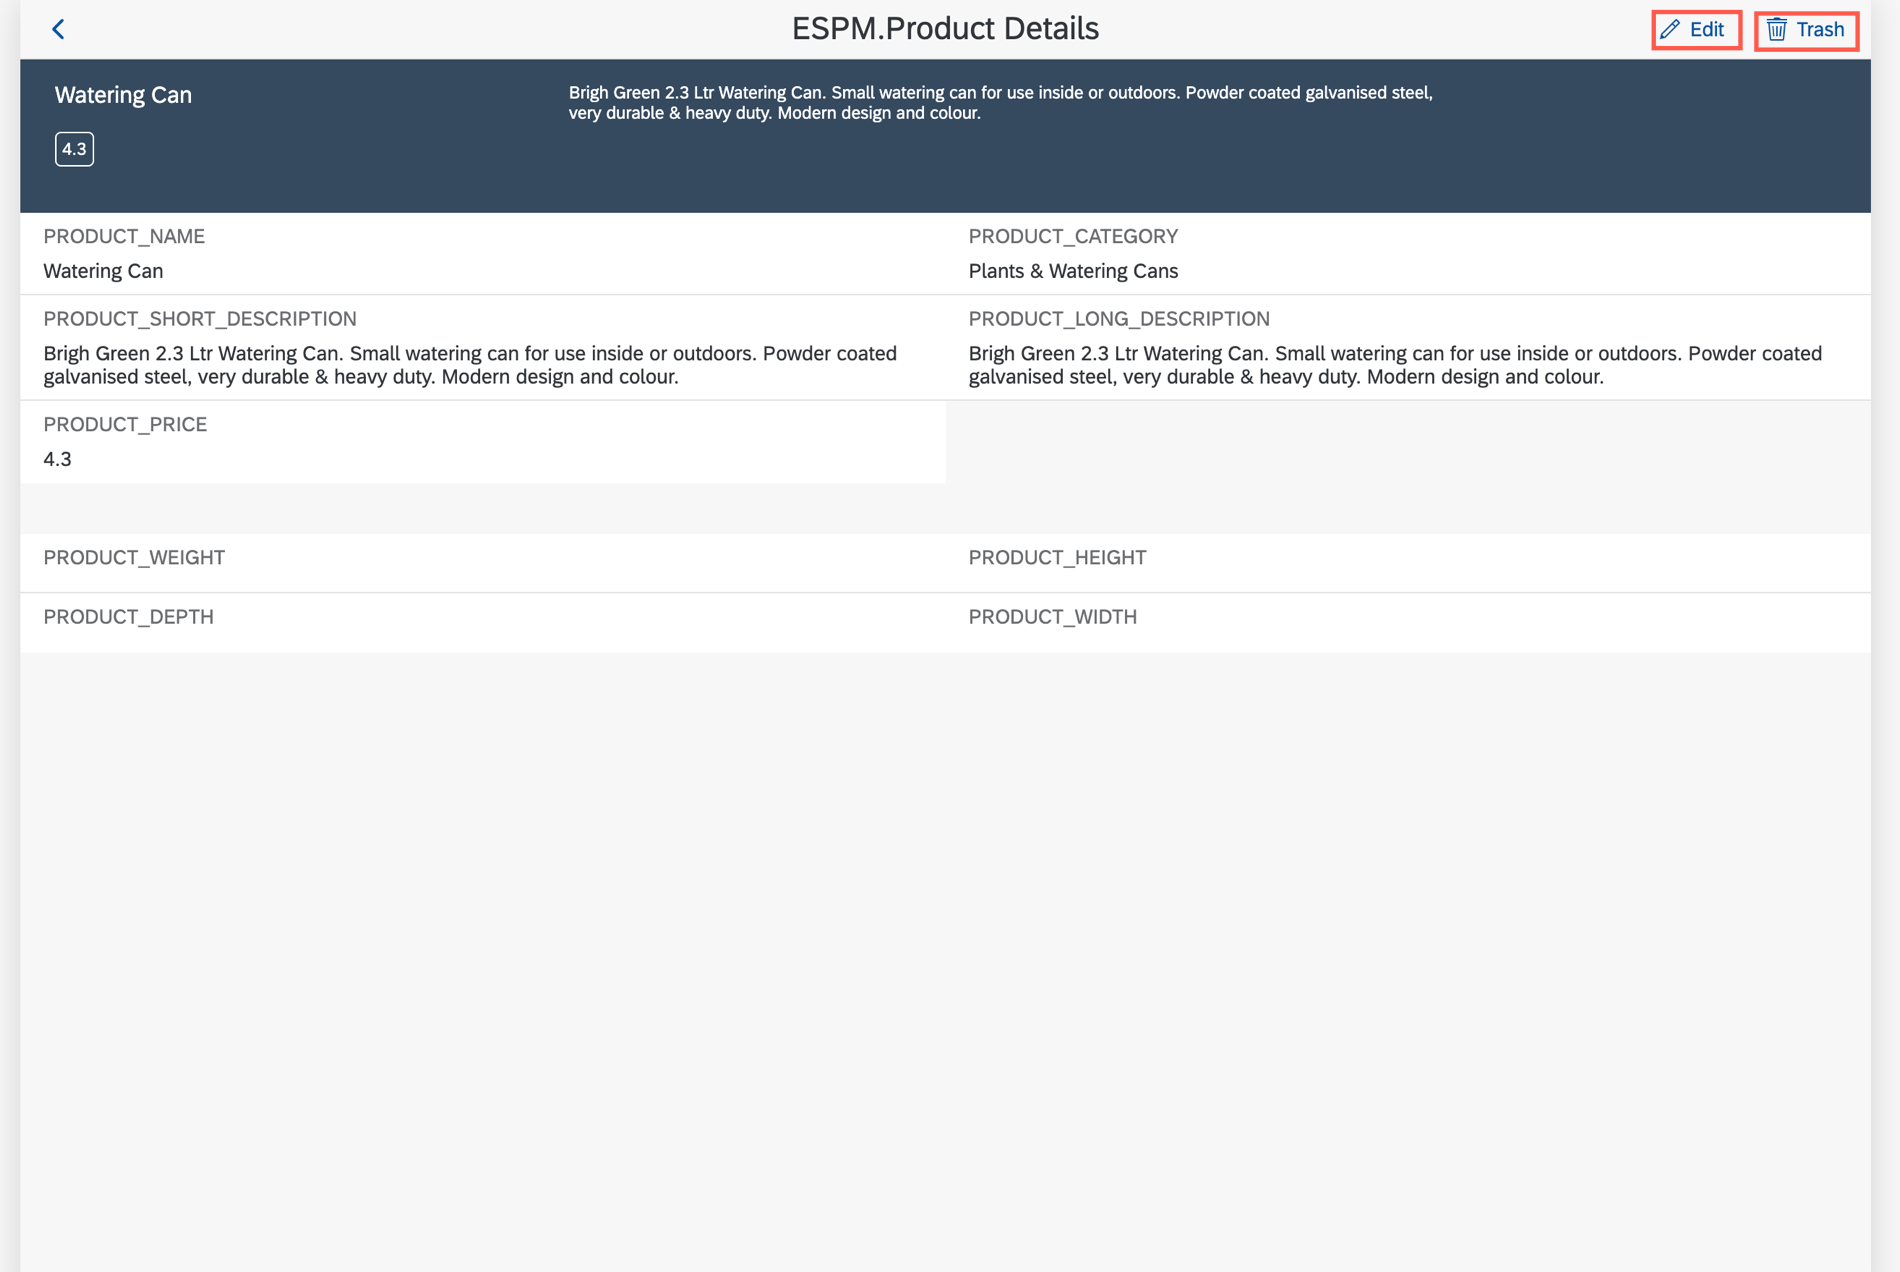 ESPM.Product Details
Edit
Trash
Watering Can
Brigh Green 2.3 Ltr Watering Can. Small watering can for use inside or outdoors. Powder coated galvanised steel,
very durable & heavy duty. Modern design and colour.
4.3
PRODUCT_NAME
Watering Can
PRODUCT_CATEGORY
Plants & Watering Cans
PRODUCT_SHORT_DESCRIPTION
Brigh Green 2.3 Ltr Watering Can. Small watering can for use inside or outdoors. Powder coated
galvanised steel, very durable & heavy duty. Modern design and colour.
PRODUCT_LONG_DESCRIPTION
Brigh Green 2.3 Ltr Watering Can. Small watering can for use inside or outdoors. Powder coated
galvanised steel, very durable & heavy duty. Modern design and colour.
PRODUCT_PRICE
4.3
PRODUCT_WEIGHT
PRODUCT_HEIGHT
PRODUCT_DEPTH
PRODUCT_WIDTH